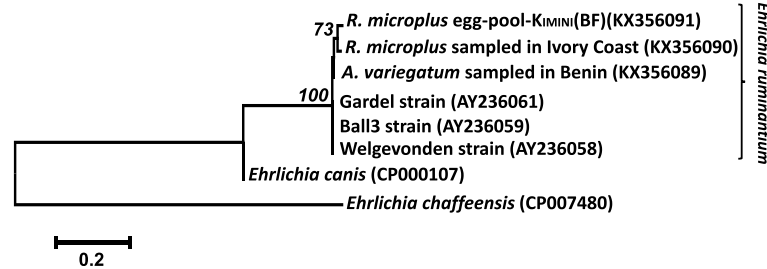 73
R. microplus egg-pool-KIMINI(BF)(KX356091)
R. microplus sampled in Ivory Coast (KX356090)
A. variegatum sampled in Benin (KX356089)
100
Gardel strain (AY236061)
Ball3 strain (AY236059)
Welgevonden strain (AY236058)
Ehrlichia canis (CP000107)
Ehrlichia chaffeensis (CP007480)
Ehrlichia ruminantium
0.2